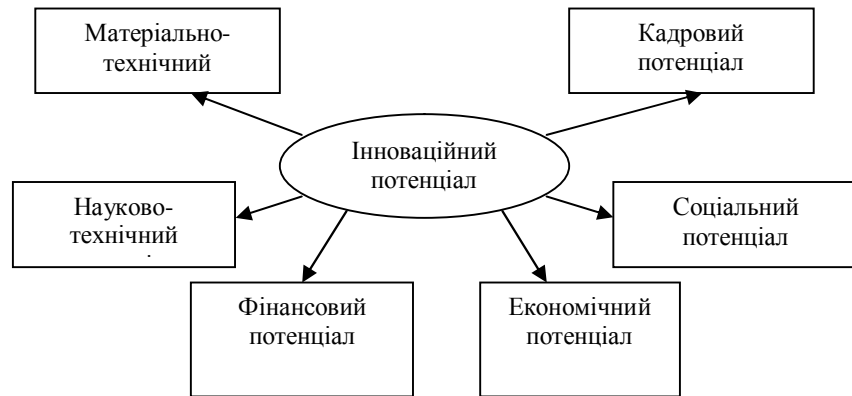 Матеріально-
технічний
Кадровий
потенціал
Інноваційний
потенціал
Науково-
технічний
Соціальний
потенціал
Фінансовий
потенціал
Економічний
потенціал